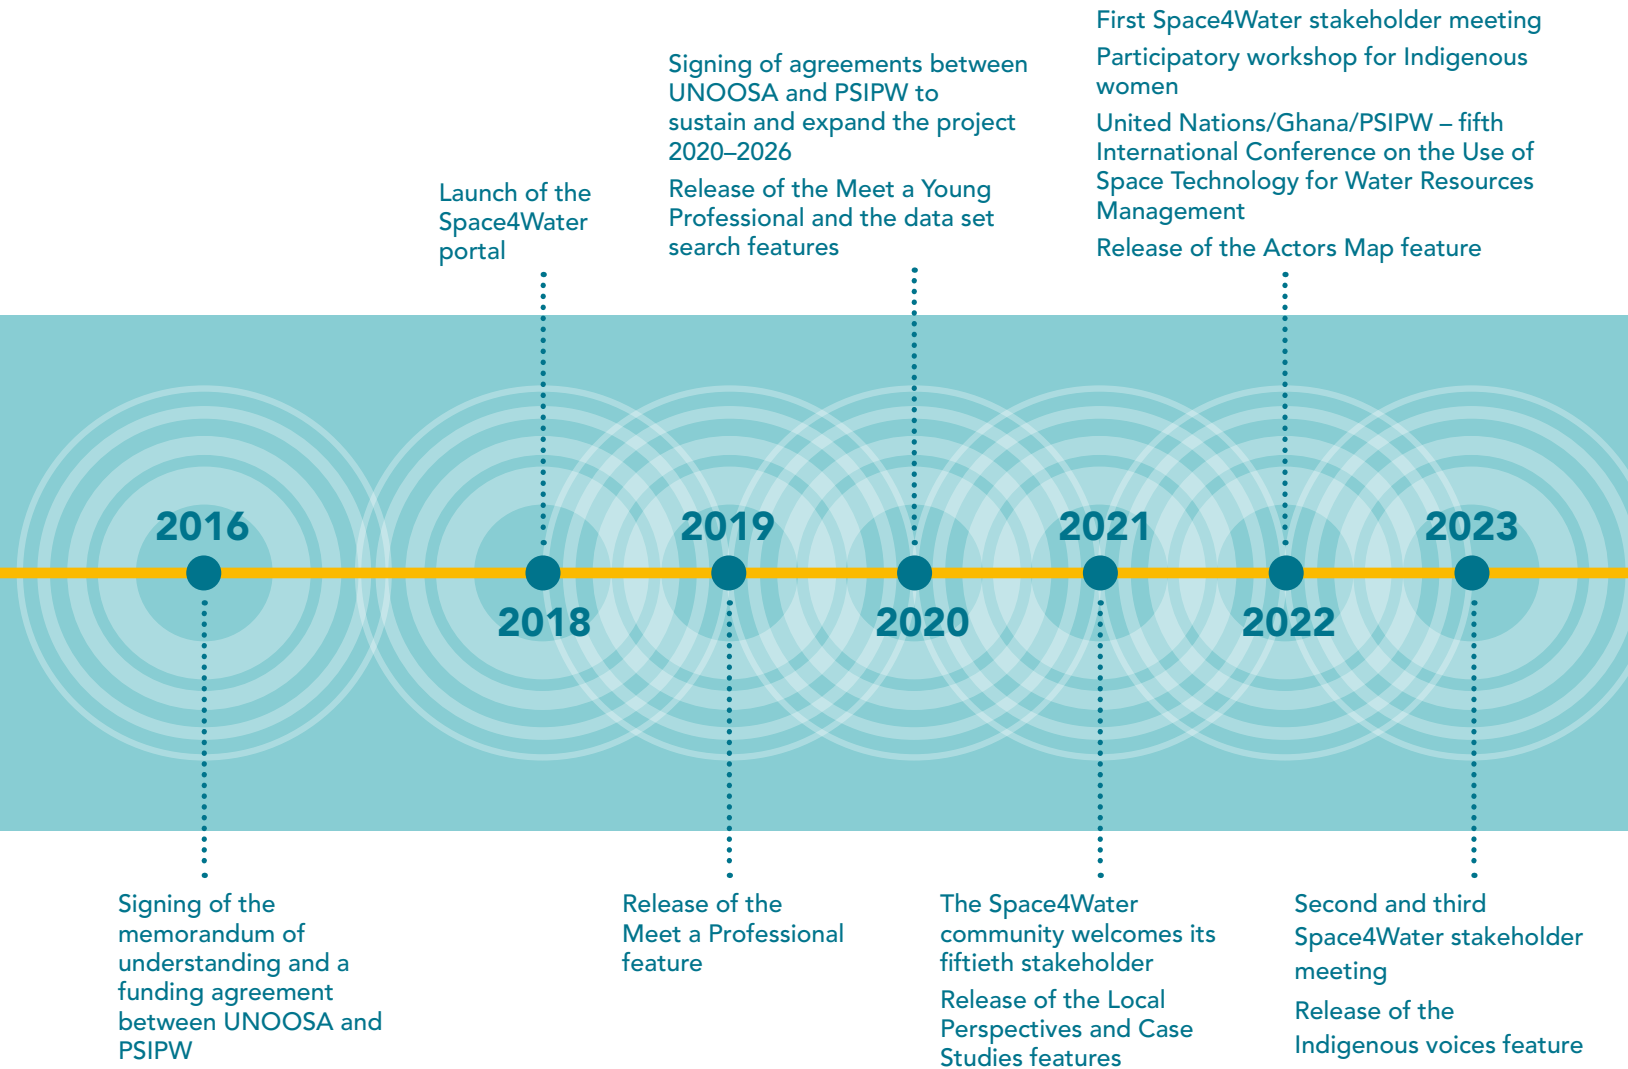 First Space4Water stakeholder meeting
Participatory workshop for Indigenous
women
United Nations/Ghana/PSIPW – fifth
International Conference on the Use of
Space Technology for Water Resources
Management
Release of the Actors Map feature
Signing of agreements between
UNOOSA and PSIPW to
sustain and expand the project
2020–2026
Release of the Meet a Young
Professional and the data set
search features
Launch of the
Space4Water
portal
2016
2018
2019
2020
2021
2022
2023
Signing of the
memorandum of
understanding and a
funding agreement
between UNOOSA and
PSIPW
Release of the
Meet a Professional
feature
The Space4Water
community welcomes its
fiftieth stakeholder
Release of the Local
Perspectives and Case
Studies features
Second and third
Space4Water stakeholder
meeting
Release of the
Indigenous voices feature